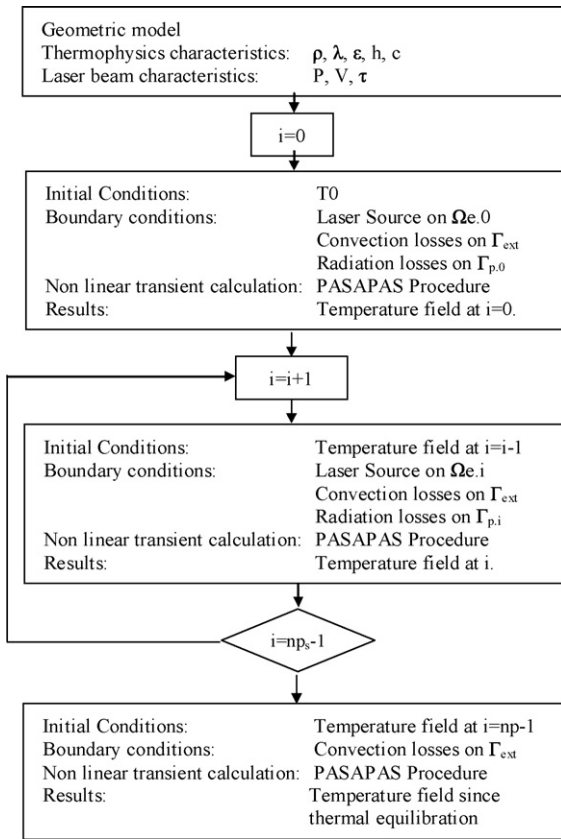 Geometric model
Thermophysics characteristics: ρ, λ, ε, h, c
Laser beam characteristics: P, V, τ
i=0
Initial Conditions: T0
Boundary conditions: Laser Source on Ωe.0
Convection losses on Γext
Radiation losses on Γp.0
Non linear transient calculation: PASAPAS Procedure
Results: Temperature field at i=0.
i=i+1
Initial Conditions: Temperature field at i=i-1
Boundary conditions: Laser Source on Ωe.i
Convection losses on Γext
Radiation losses on Γp.i
Non linear transient calculation: PASAPAS Procedure
Results: Temperature field at i.
i=nps-1
Initial Conditions: Temperature field at i=np-1
Boundary conditions: Convection losses on Γext
Non linear transient calculation: PASAPAS Procedure
Results: Temperature field since
thermal equilibration